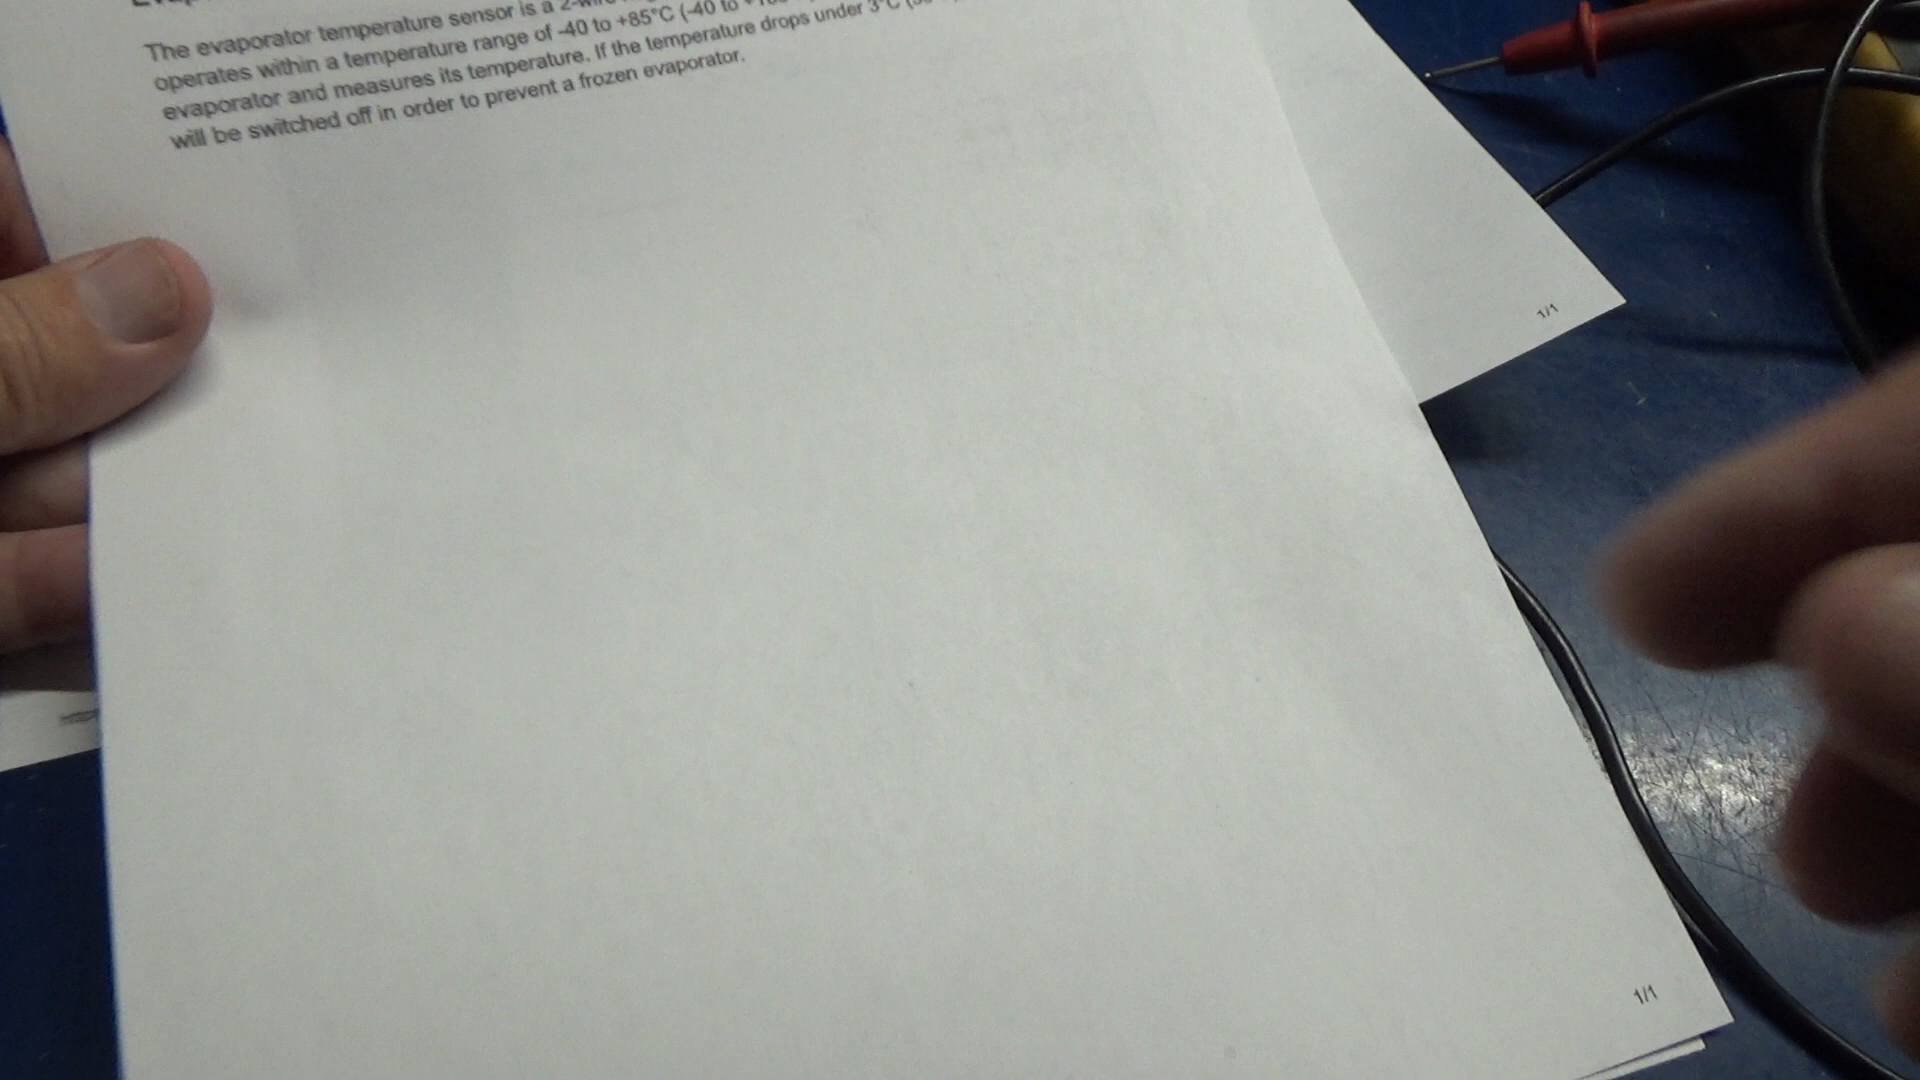 The evaporator temperature sensor is a
operates within a temperature range of -40 to +85°C (-40 to
evaporator and measures its temperature. If the temperature drops under 3°C
will be switched off in order to prevent a frozen evaporator.
1/1
1/1